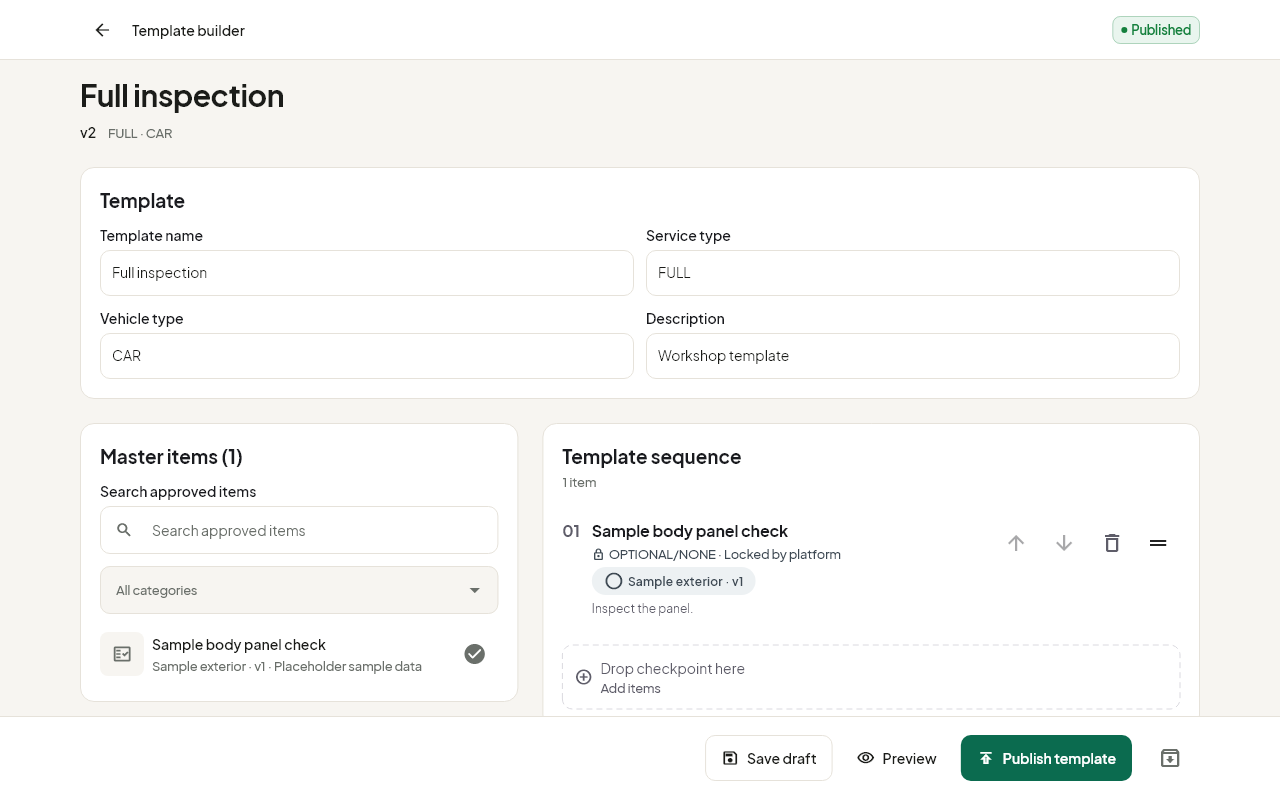 Template builder
Published
Full inspection
v2 FULL · CAR
Template
Template name
Service type
Full inspection
FULL
Vehicle type
Description
CAR
Workshop template
Master items (1)
Search approved items
Search approved items
All categories
Sample body panel check
Sample exterior · v1 · Placeholder sample data
Template sequence
1 item
01 Sample body panel check
OPTIONAL/NONE · Locked by platform
Sample exterior · v1
Inspect the panel.
Drop checkpoint here
Add items
Save draft
Preview
Publish template